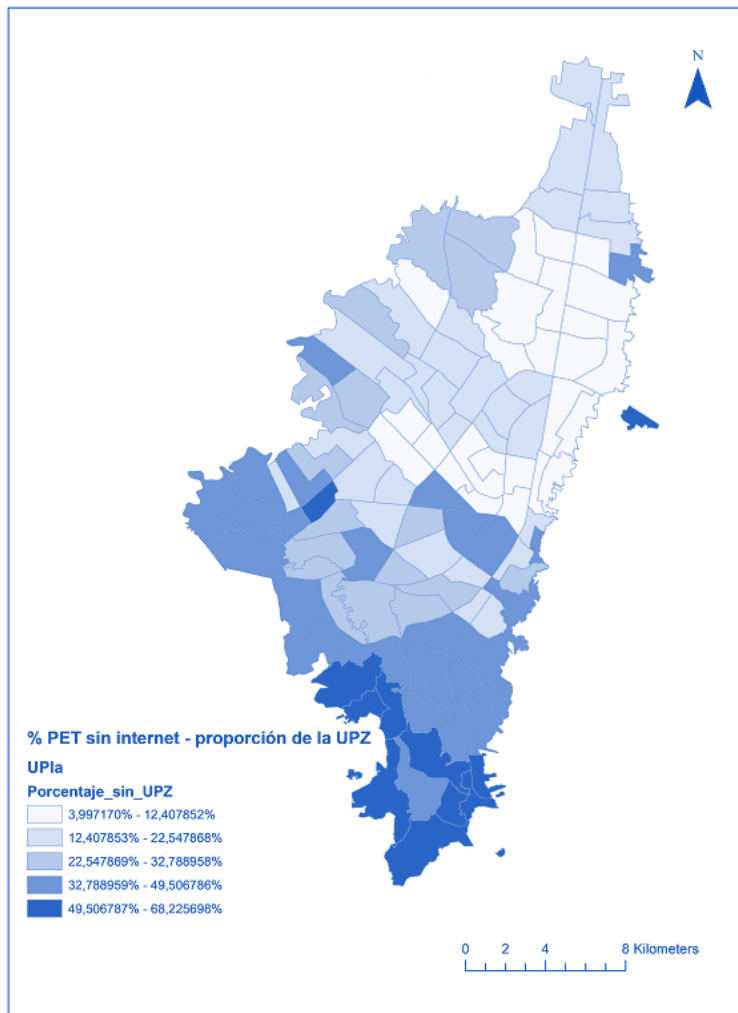 N
% PET sin internet - proporción de la UPZ
UPla
Porcentaje_sin_UPZ
3,997170% - 12,407852%
12,407853% - 22,547868%
22,547869% - 32,788958%
32,788959% - 49,506786%
49,506787% - 68,225698%
0 2 4 8 Kilometers